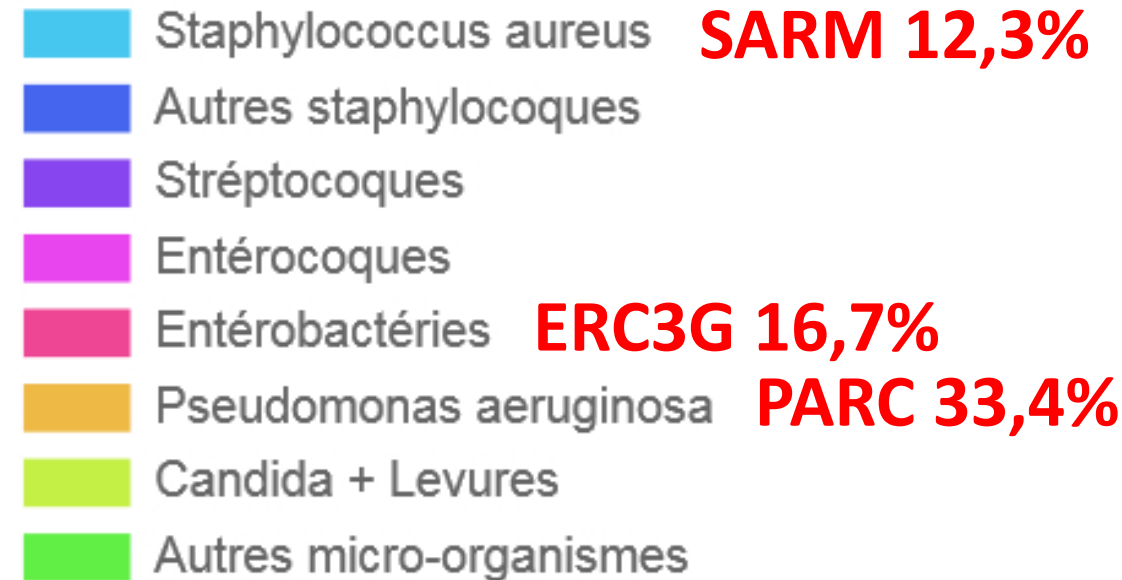 Staphylococcus aureus SARM 12,3%
Autres staphylocoques
Stréptocoques
Entérocoques
Entérobactéries ERC3G 16,7%
Pseudomonas aeruginosa PARC 33,4%
Candida + Levures
Autres micro-organismes